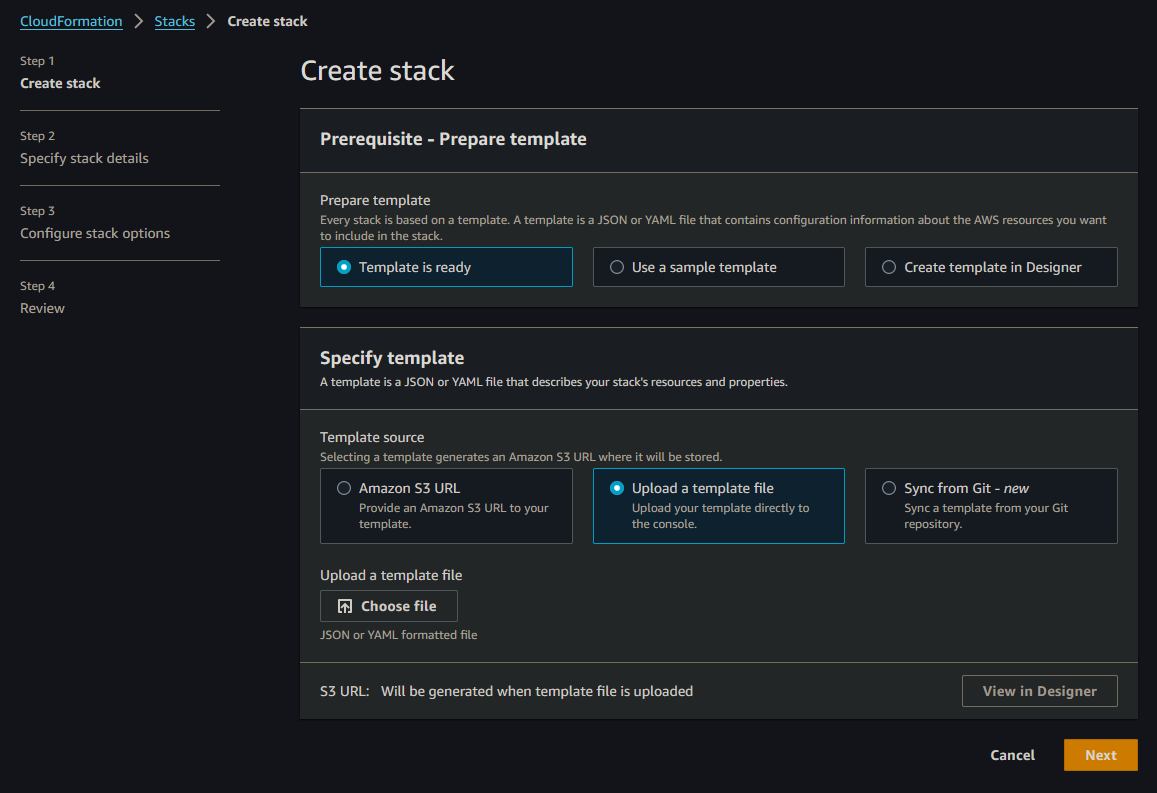 CloudFormation > Stacks > Create stack
Step 1
Create stack
Step 2
Specify stack details
Step 3
Configure stack options
Step 4
Review
Create stack
Prerequisite - Prepare template
Prepare template
Every stack is based on a template. A template is a JSON or YAML file that contains configuration information about the AWS resources you want
to include in the stack.
Template is ready
Use a sample template
Create template in Designer
Specify template
A template is a JSON or YAML file that describes your stack's resources and properties.
Template source
Selecting a template generates an Amazon S3 URL where it will be stored.
Amazon S3 URL
Provide an Amazon S3 URL to your
template.
Upload a template file
Upload your template directly to
the console.
Sync from Git - new
Sync a template from your Git
repository.
Upload a template file
Choose file
JSON or YAML formatted file
S3 URL: Will be generated when template file is uploaded
View in Designer
Cancel
Next